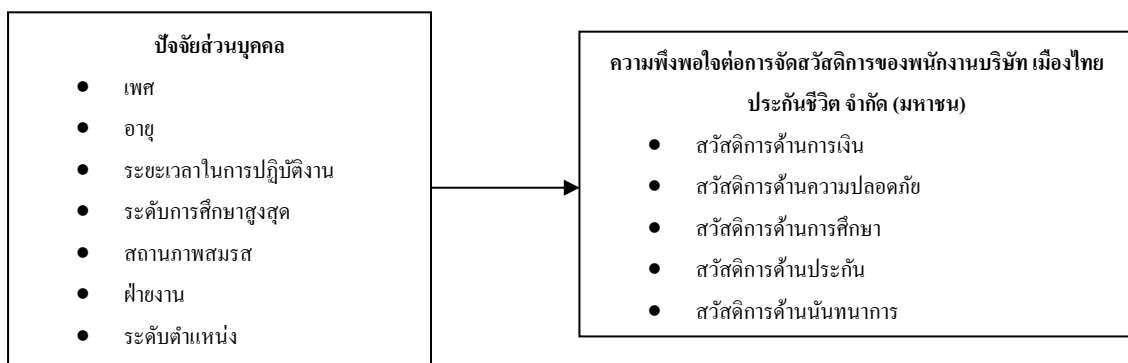 ปัจจัยส่วนบุคคล
● เพศ
● อายุ
● ระยะเวลาในการปฏิบัติงาน
● ระดับการศึกษาสูงสุด
● สถานภาพสมรส
● ฝ่ายงาน
● ระดับตำแหน่ง
ความพึงพอใจต่อการจัดสวัสดิการของพนักงานบริษัท เมืองไทย
ประกันชีวิต จำกัด (มหาชน)
● สวัสดิการด้านการเงิน
● สวัสดิการด้านความปลอดภัย
● สวัสดิการด้านการศึกษา
● สวัสดิการด้านประกัน
● สวัสดิการด้านนันทนาการ